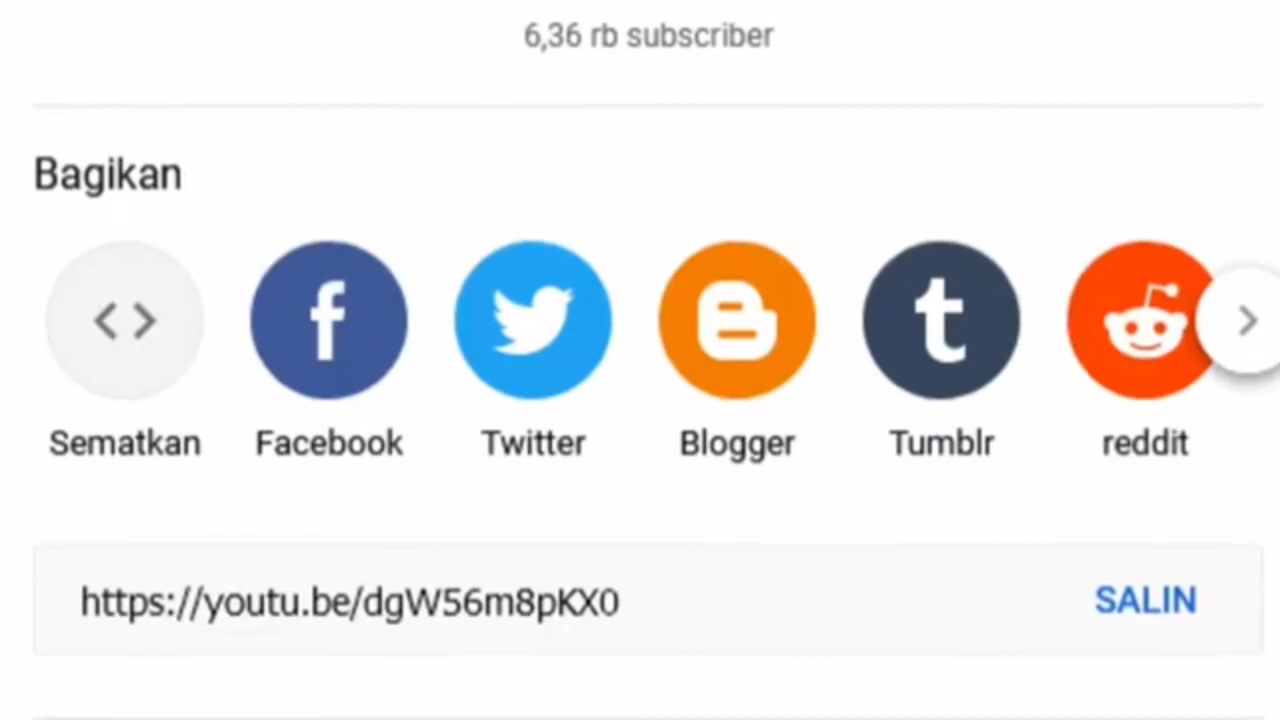 6,36 rb subscriber
Bagikan
Sematkan Facebook Twitter Blogger Tumblr reddit
https://youtu.be/dgW56m8pKX0 SALIN